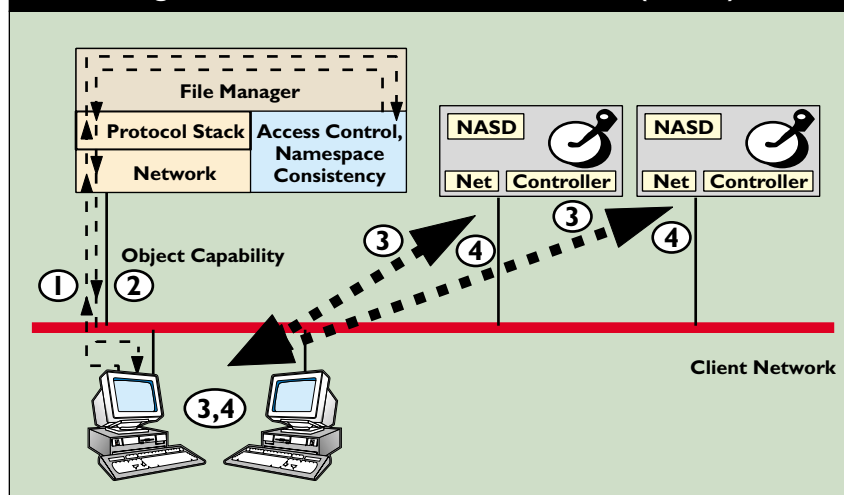 File Manager
Protocol Stack
Network
Access Control,
Namespace
Consistency
NASD
Net
Controller
NASD
Net
Controller
3
3
4
4
Object Capability
1
2
Client Network
3,4